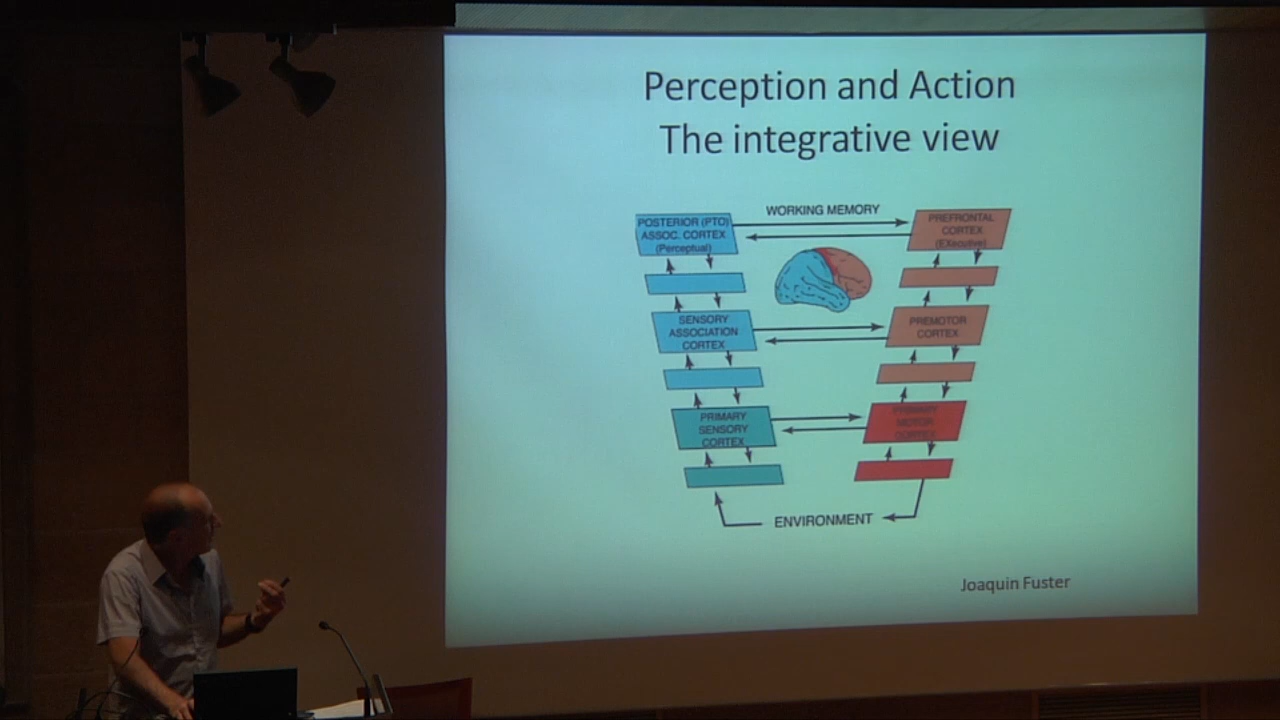 Perception and Action
The integrative view
WORKING MEMORY
POSTERIOR (PTO)
ASSOC. CORTEX
(Perceptual)
PREFRONTAL
CORTEX
(EXecutive)
SENSORY
ASSOCIATION
CORTEX
PREMOTOR
CORTEX
PRIMARY
SENSORY
CORTEX
PRIMARY
MOTOR
CORTEX
ENVIRONMENT
Joaquin Fuster